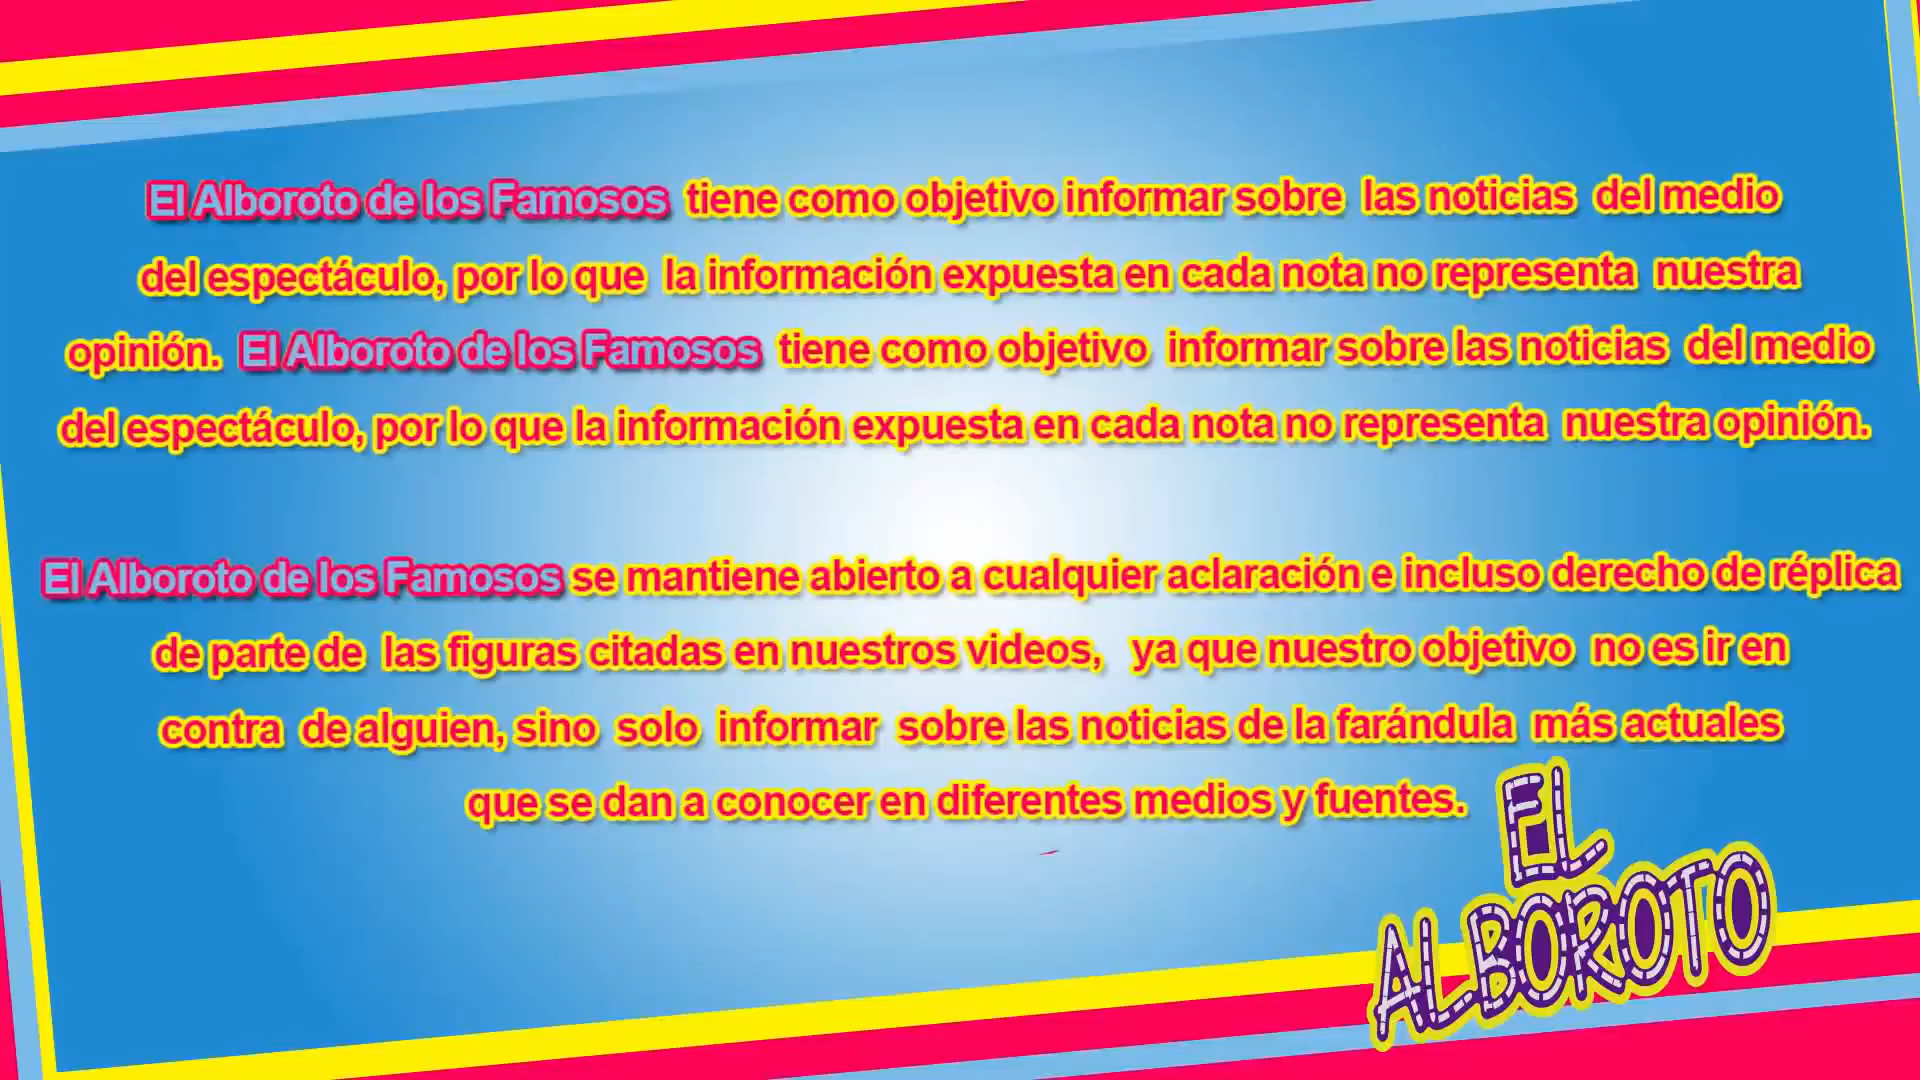 El Alboroto de los Famosos tiene como objetivo informar sobre las noticias del medio
del espectáculo, por lo que la información expuesta en cada nota no representa nuestra
opinión. El Alboroto de los Famosos tiene como objetivo informar sobre las noticias del medio
del espectáculo, por lo que la información expuesta en cada nota no representa nuestra opinión.
El Alboroto de los Famosos se mantiene abierto a cualquier aclaración e incluso derecho de réplica
de parte de las figuras citadas en nuestros videos, ya que nuestro objetivo no es ir en
contra de alguien, sino solo informar sobre las noticias de la farándula más actuales
que se dan a conocer en diferentes medios y fuentes.
EL
ALBOROTO